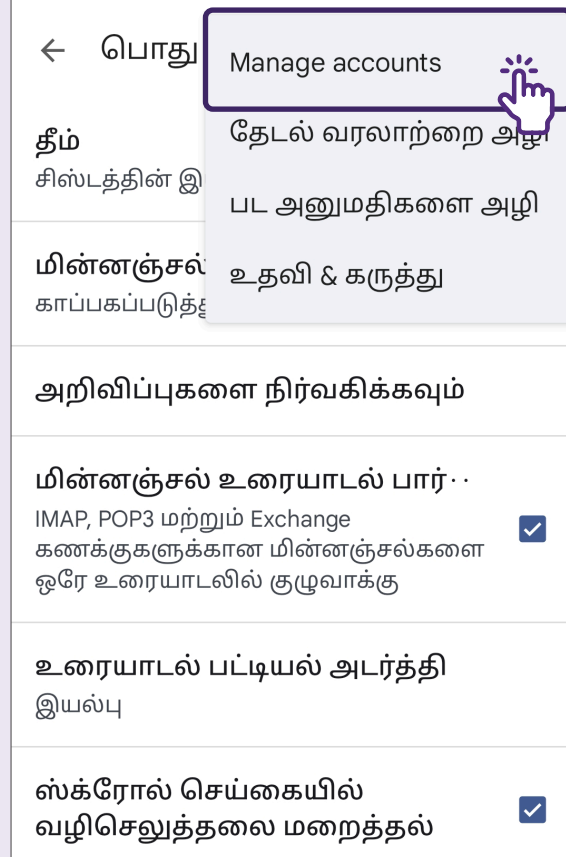 பொது
Manage accounts
தேடல் வரலாற்றை அழி
பட அனுமதிகளை அழி
உதவி & கருத்து
தீம்
சிஸ்டத்தின்
மின்னஞ்சல்
அறிவிப்புகளை நிர்வகிக்கவும்
மின்னஞ்சல் உரையாடல் பார்··
IMAP, POP3 மற்றும் Exchange
கணக்குகளுக்கான மின்னஞ்சல்களை
ஒரே உரையாடலில் குழுவாக்கு
உரையாடல் பட்டியல் அடர்த்தி
இயல்பு
ஸ்க்ரோல் செய்கையில்
வழிசெலுத்தலை மறைத்தல்